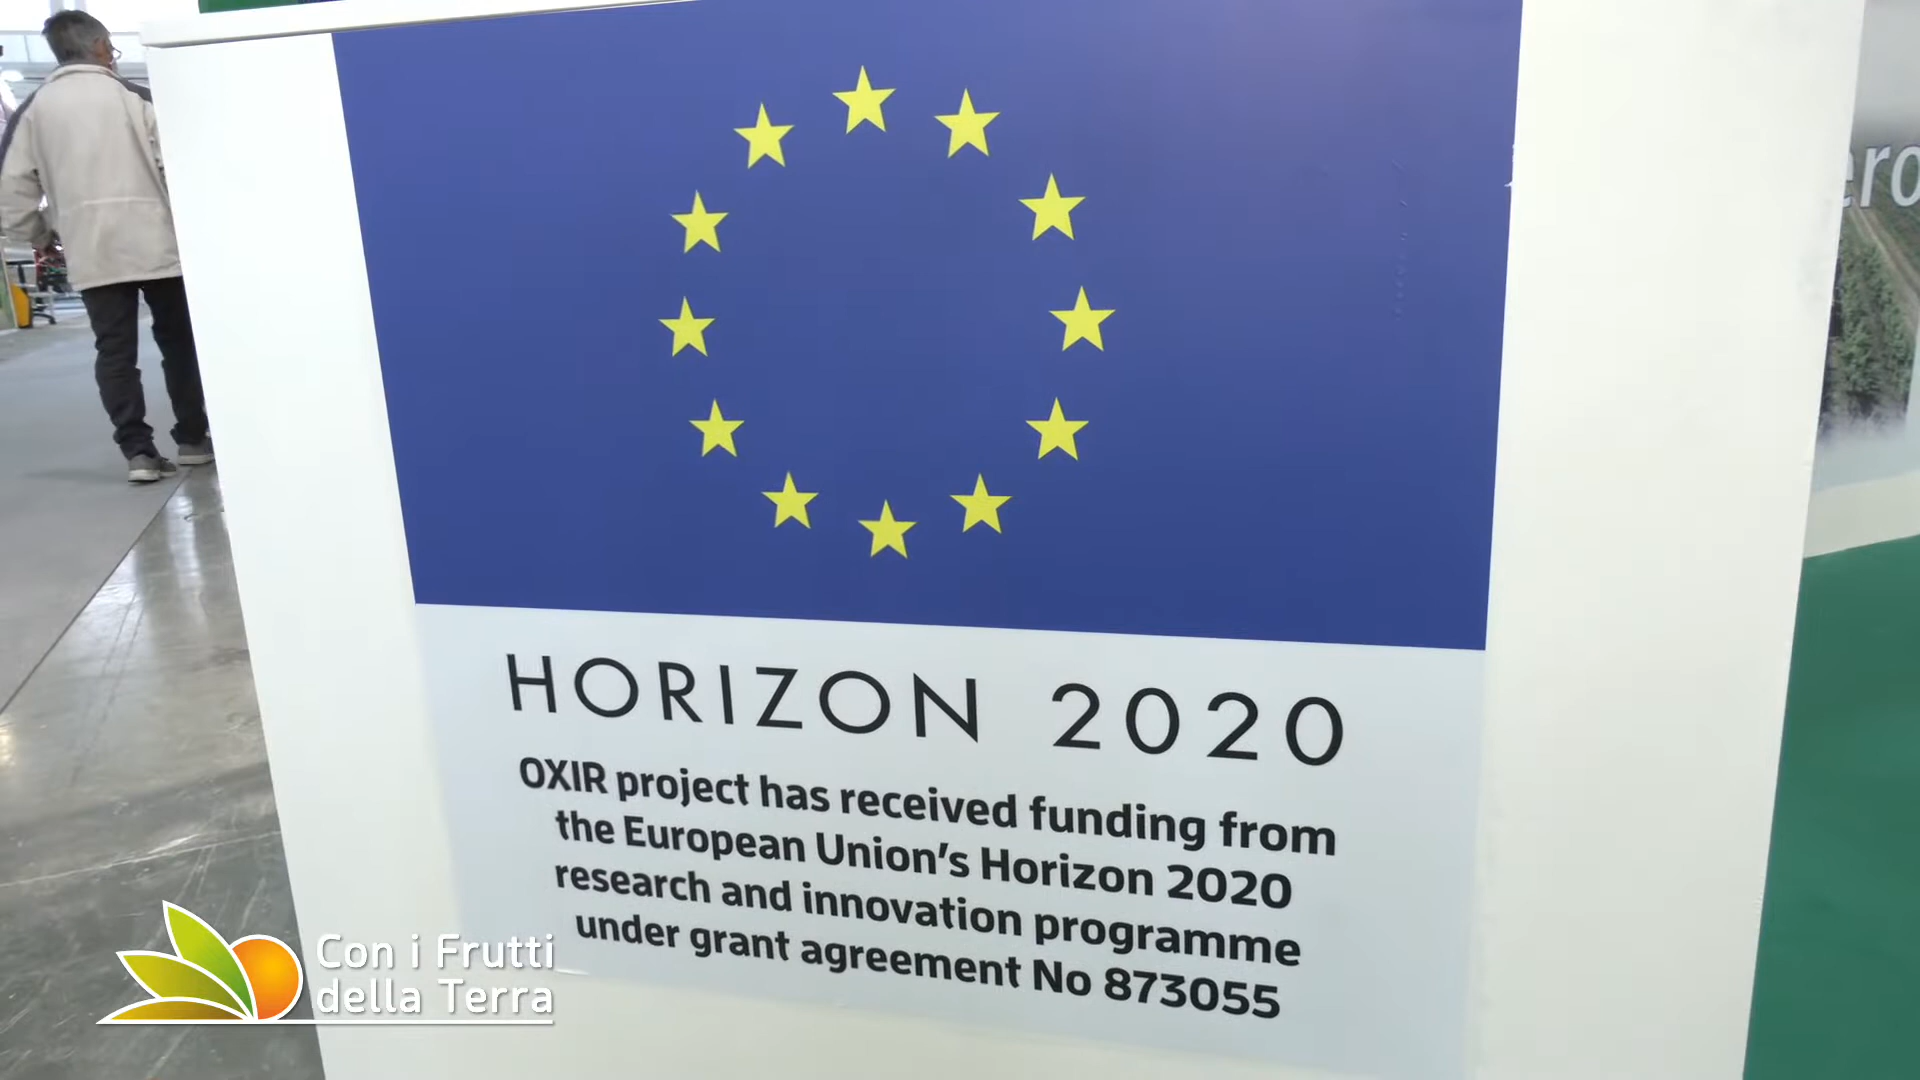 HORIZON 2020
OXIR project has received funding from
the European Union's Horizon 2020
research and innovation programme
under grant agreement No 873055
Con i Frutti
della Terra